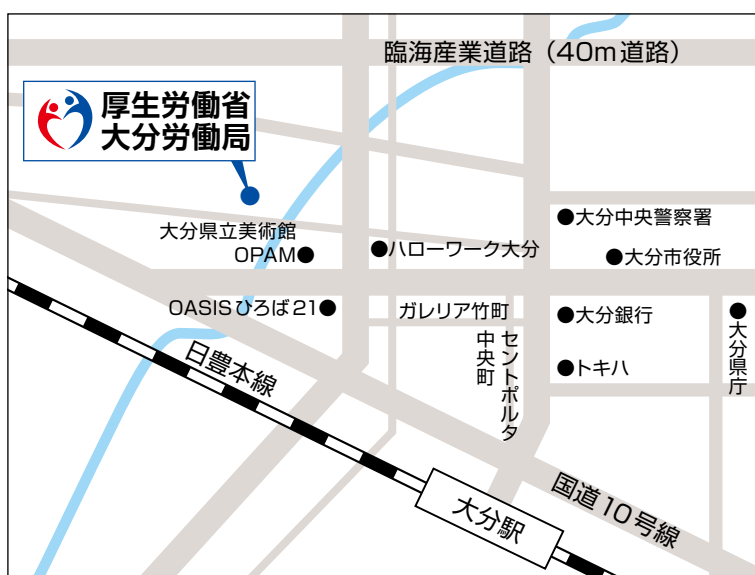 臨海産業道路（40m道路）
厚生労働省
大分労働局
大分県立美術館
OPAM●
●ハローワーク大分
●大分中央警察署
●大分市役所
OASISひろば21●
ガレリア竹町
●大分銀行
●大分県庁
セントポルタ
中央町
●トキハ
日豊本線
大分駅
国道10号線